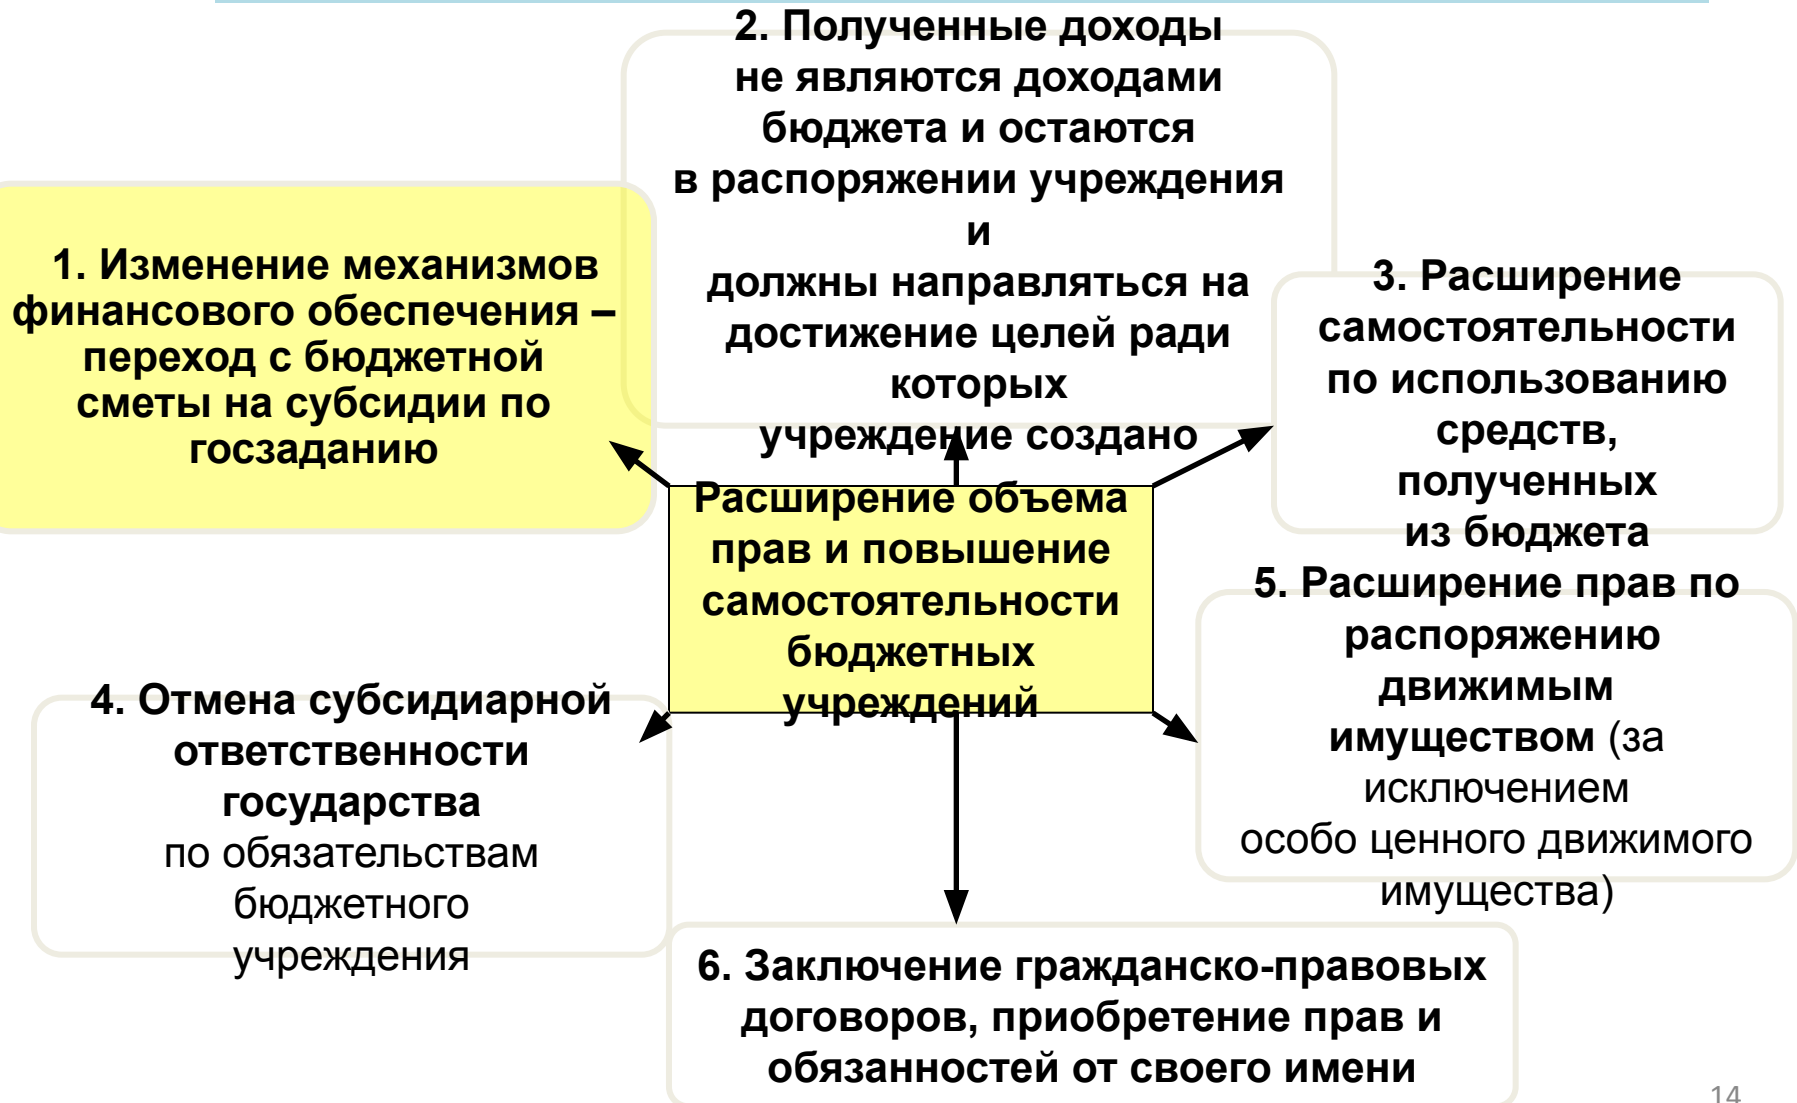 2. Полученные доходы
не являются доходами
бюджета и остаются
в распоряжении учреждения
и
должны направляться на
достижение целей ради
которых
учреждение создано
1. Изменение механизмов
финансового обеспечения –
переход с бюджетной
сметы на субсидии по
госзаданию
3. Расширение
самостоятельности
по использованию
средств,
полученных
из бюджета
Расширение объема
прав и повышение
самостоятельности
бюджетных
учреждений
5. Расширение прав по
распоряжению
движимым
имуществом (за
исключением
особо ценного движимого
имущества)
4. Отмена субсидиарной
ответственности
государства
по обязательствам
бюджетного
учреждения
6. Заключение гражданско-правовых
договоров, приобретение прав и
обязанностей от своего имени
14